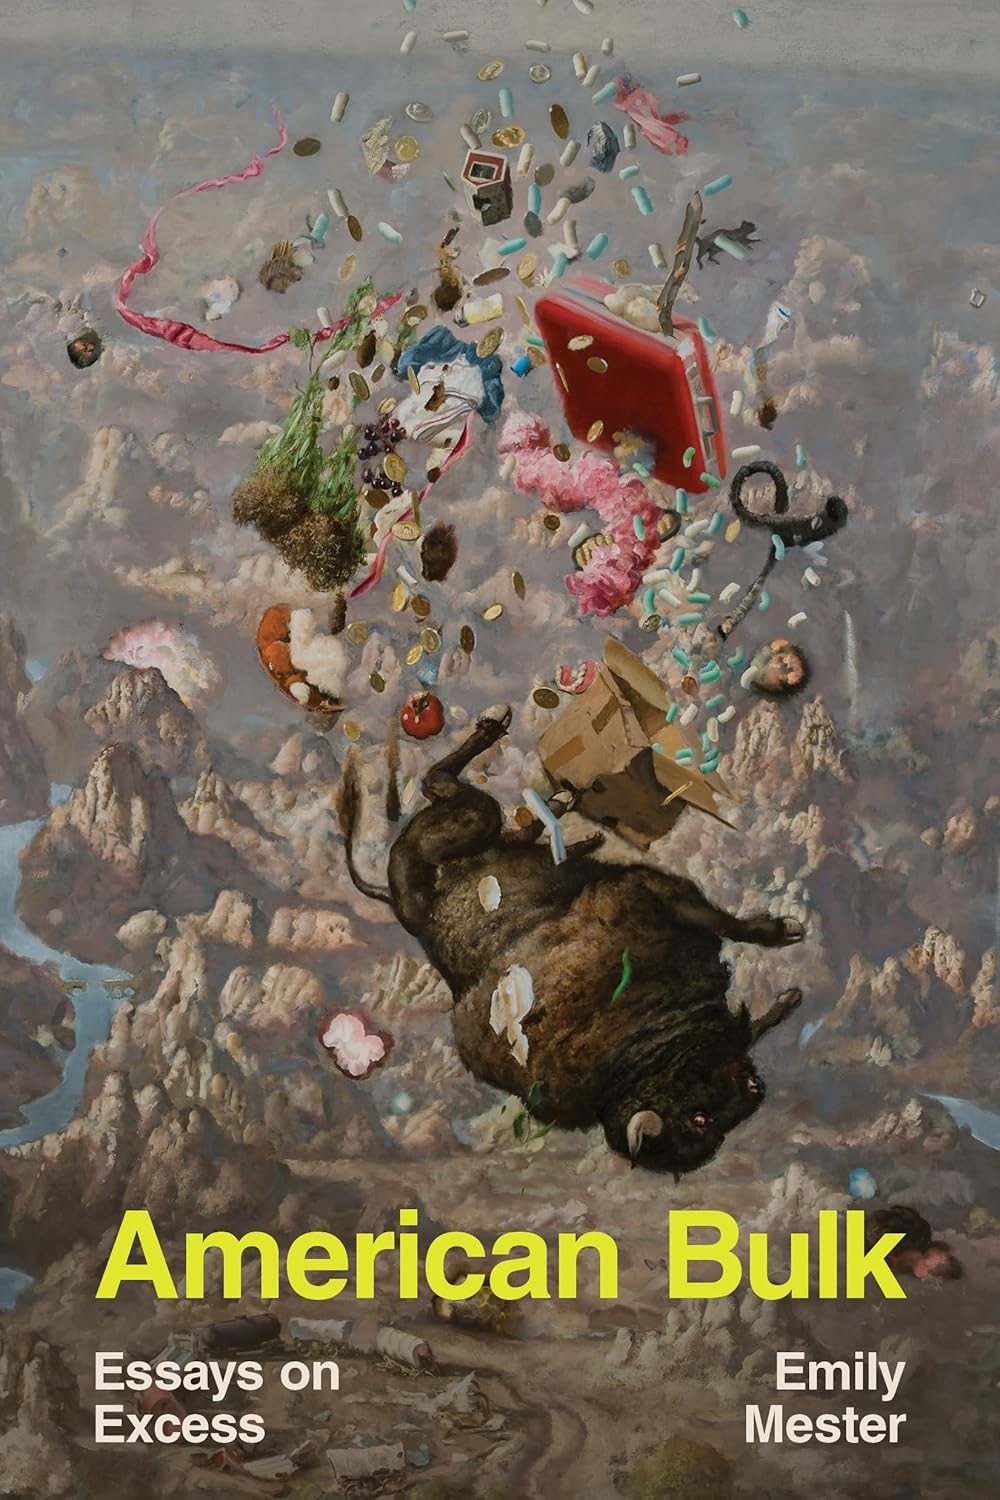 American Bulk
Essays on
Excess
Emily
Mester